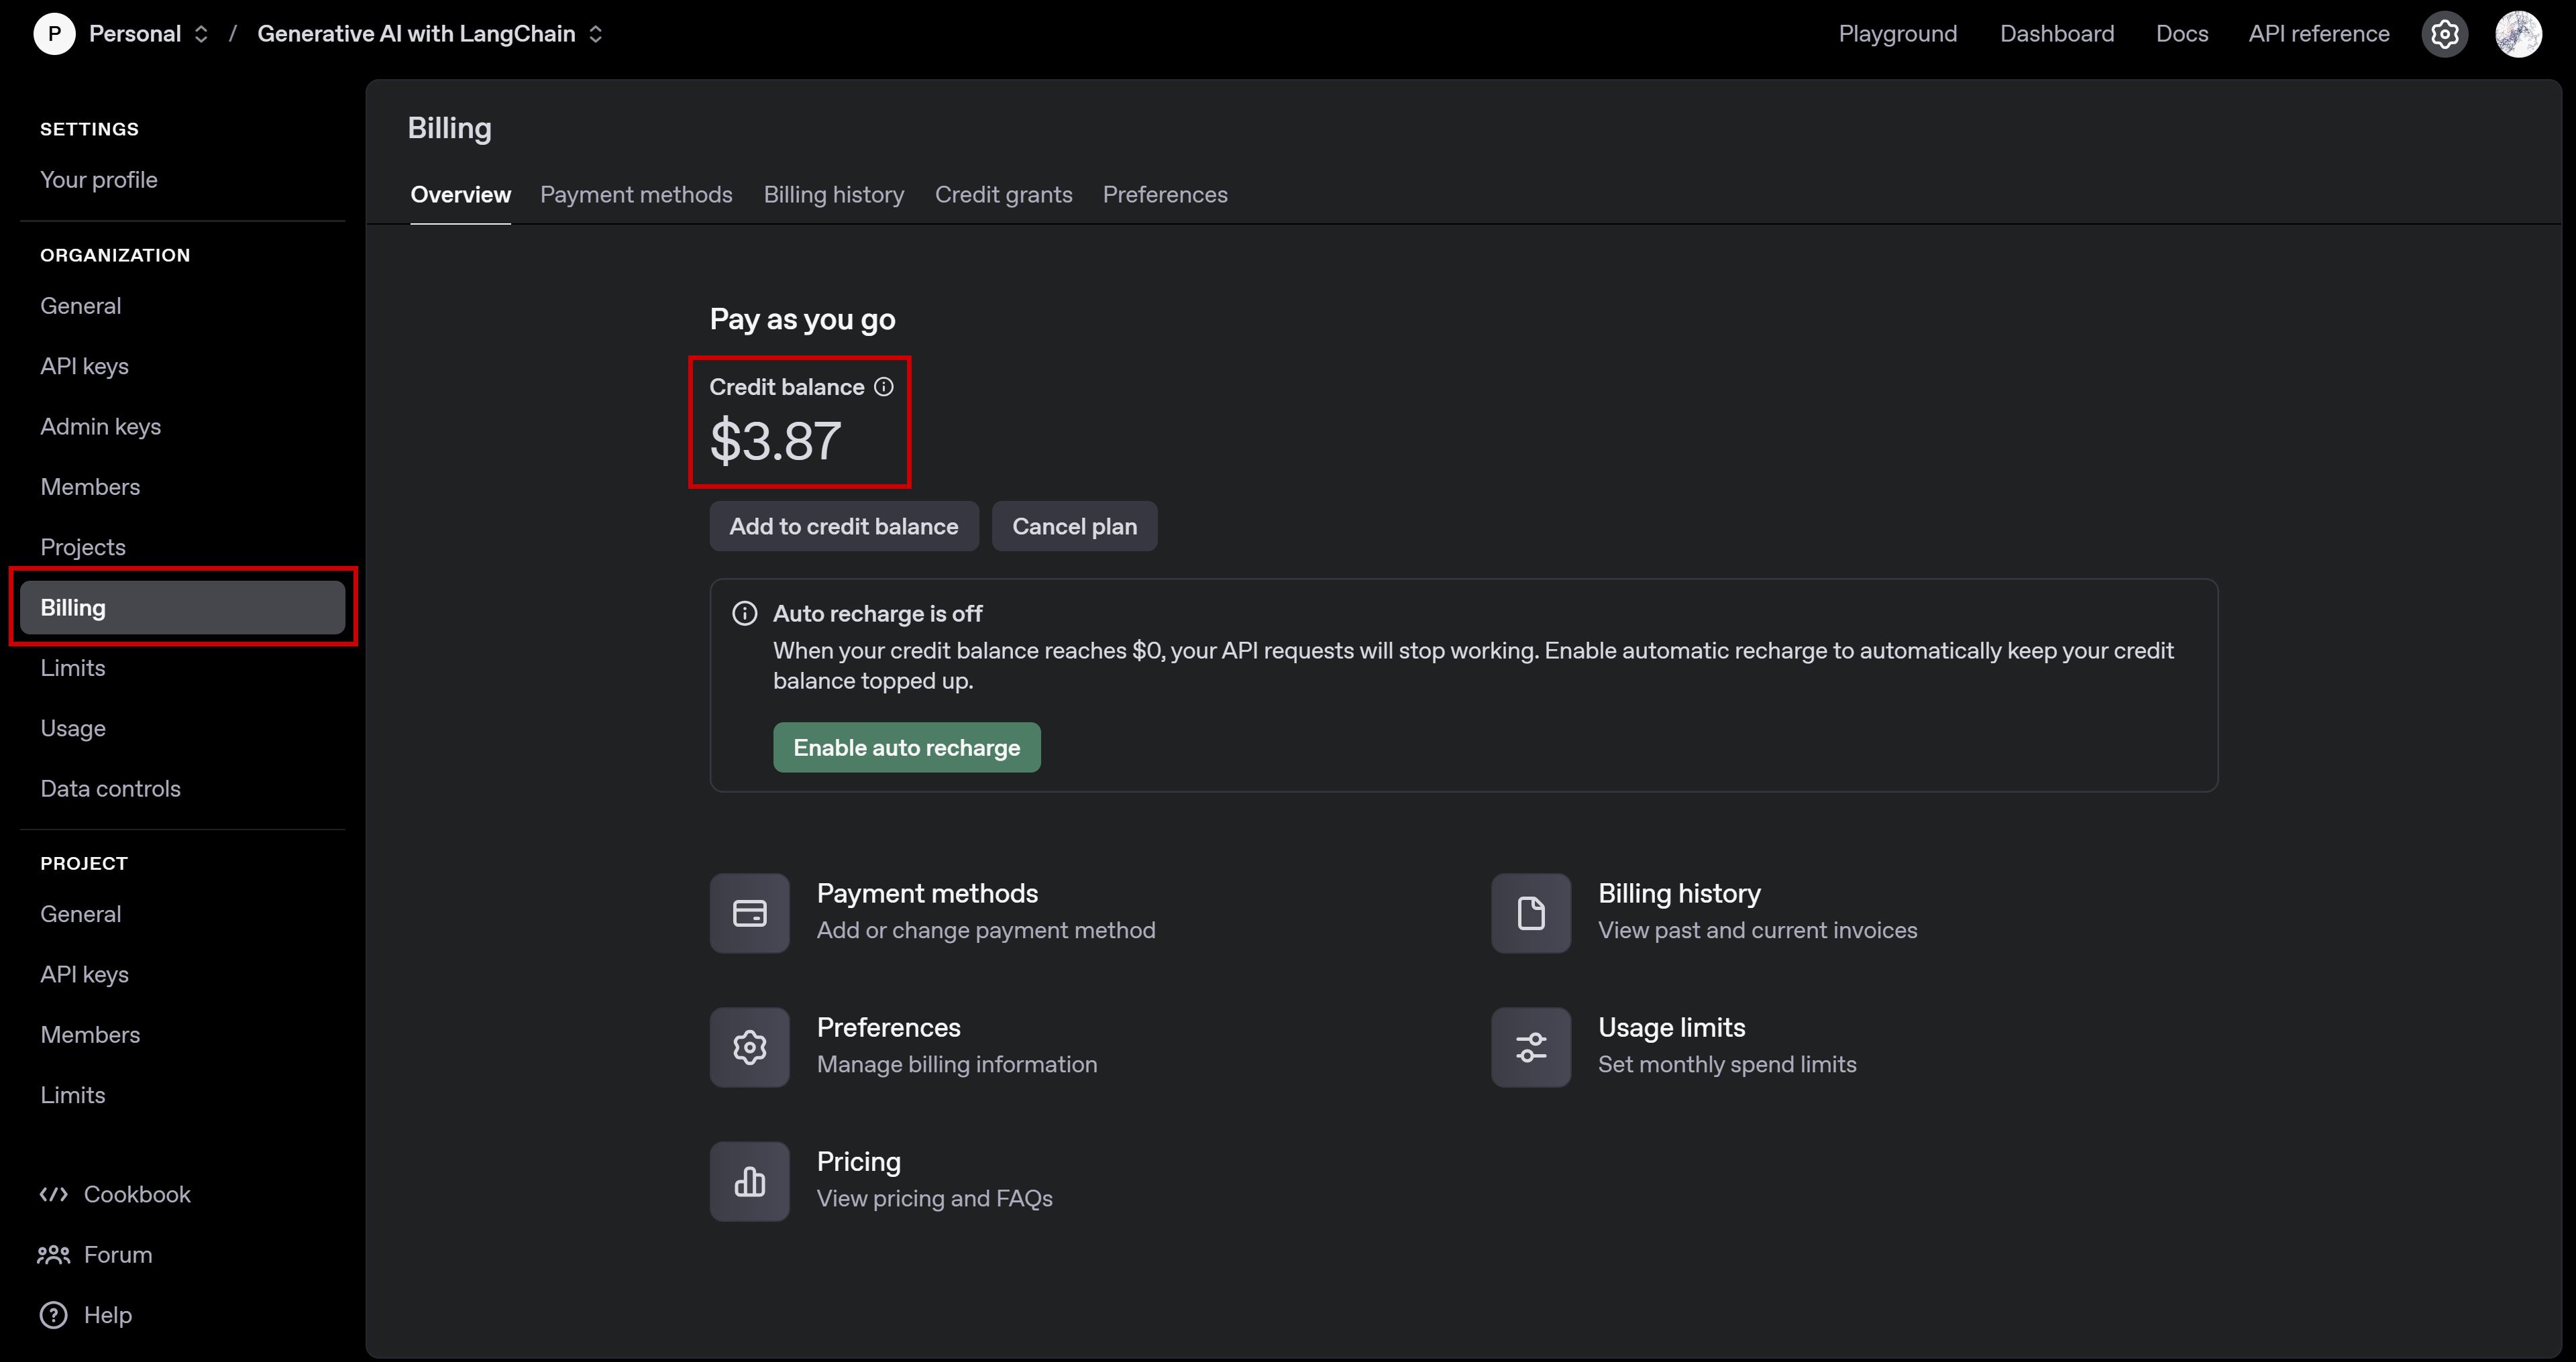 P Personal / Generative AI with LangChain
Playground Dashboard Docs API reference
SETTINGS
Your profile
ORGANIZATION
General
API keys
Admin keys
Members
Projects
Billing
Limits
Usage
Data controls
PROJECT
General
API keys
Members
Limits
Cookbook
Forum
Help
Billing
Overview Payment methods Billing history Credit grants Preferences
Pay as you go
Credit balance
$3.87
Add to credit balance Cancel plan
Auto recharge is off
When your credit balance reaches $0, your API requests will stop working. Enable automatic recharge to automatically keep your credit
balance topped up.
Enable auto recharge
Payment methods
Add or change payment method
Billing history
View past and current invoices
Preferences
Manage billing information
Usage limits
Set monthly spend limits
Pricing
View pricing and FAQs